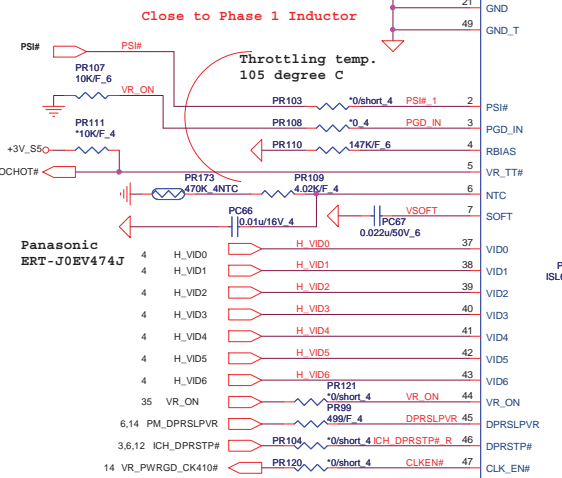 21 GND
Close to Phase 1 Inductor
49 GND_T
PSI# PSI#
Throttling temp.
105 degree C
PR107
10K/F_6
VR_ON
PR103 *0/short_4 PSI#_1 2 PSI#
PR111
*10K/F_4
PR108 *0_4 PGD_IN 3 PGD_IN
+3V_S5
PR110 147K/F_6 4 RBIAS
OCHOT# 5 VR_TT#
PR173
470K_4NTC
PR109
4.02K/F_4
6 NTC
PC66
0.01u/16V_4
VSOFT 7 SOFT
PC67
0.022u/50V_6
Panasonic
ERT-J0EV474J
4 H_VID0 H_VID0 37 VID0
4 H_VID1 H_VID1 38 VID1
4 H_VID2 H_VID2 39 VID2
4 H_VID3 H_VID3 40 VID3
4 H_VID4 H_VID4 41 VID4
4 H_VID5 H_VID5 42 VID5
4 H_VID6 H_VID6 43 VID6
PR121
35 VR_ON *0/short_4 VR_ON 44 VR_ON
PR99
6,14 PM_DPRSLPVR 499/F_4 DPRSLPVR 45 DPRSLPVR
3,6,12 ICH_DPRSTP# PR104 *0/short_4 ICH_DPRSTP#_R 46 DPRSTP#
14 VR_PWRGD_CK410# PR120 *0/short_4 CLKEN# 47 CLK_EN#